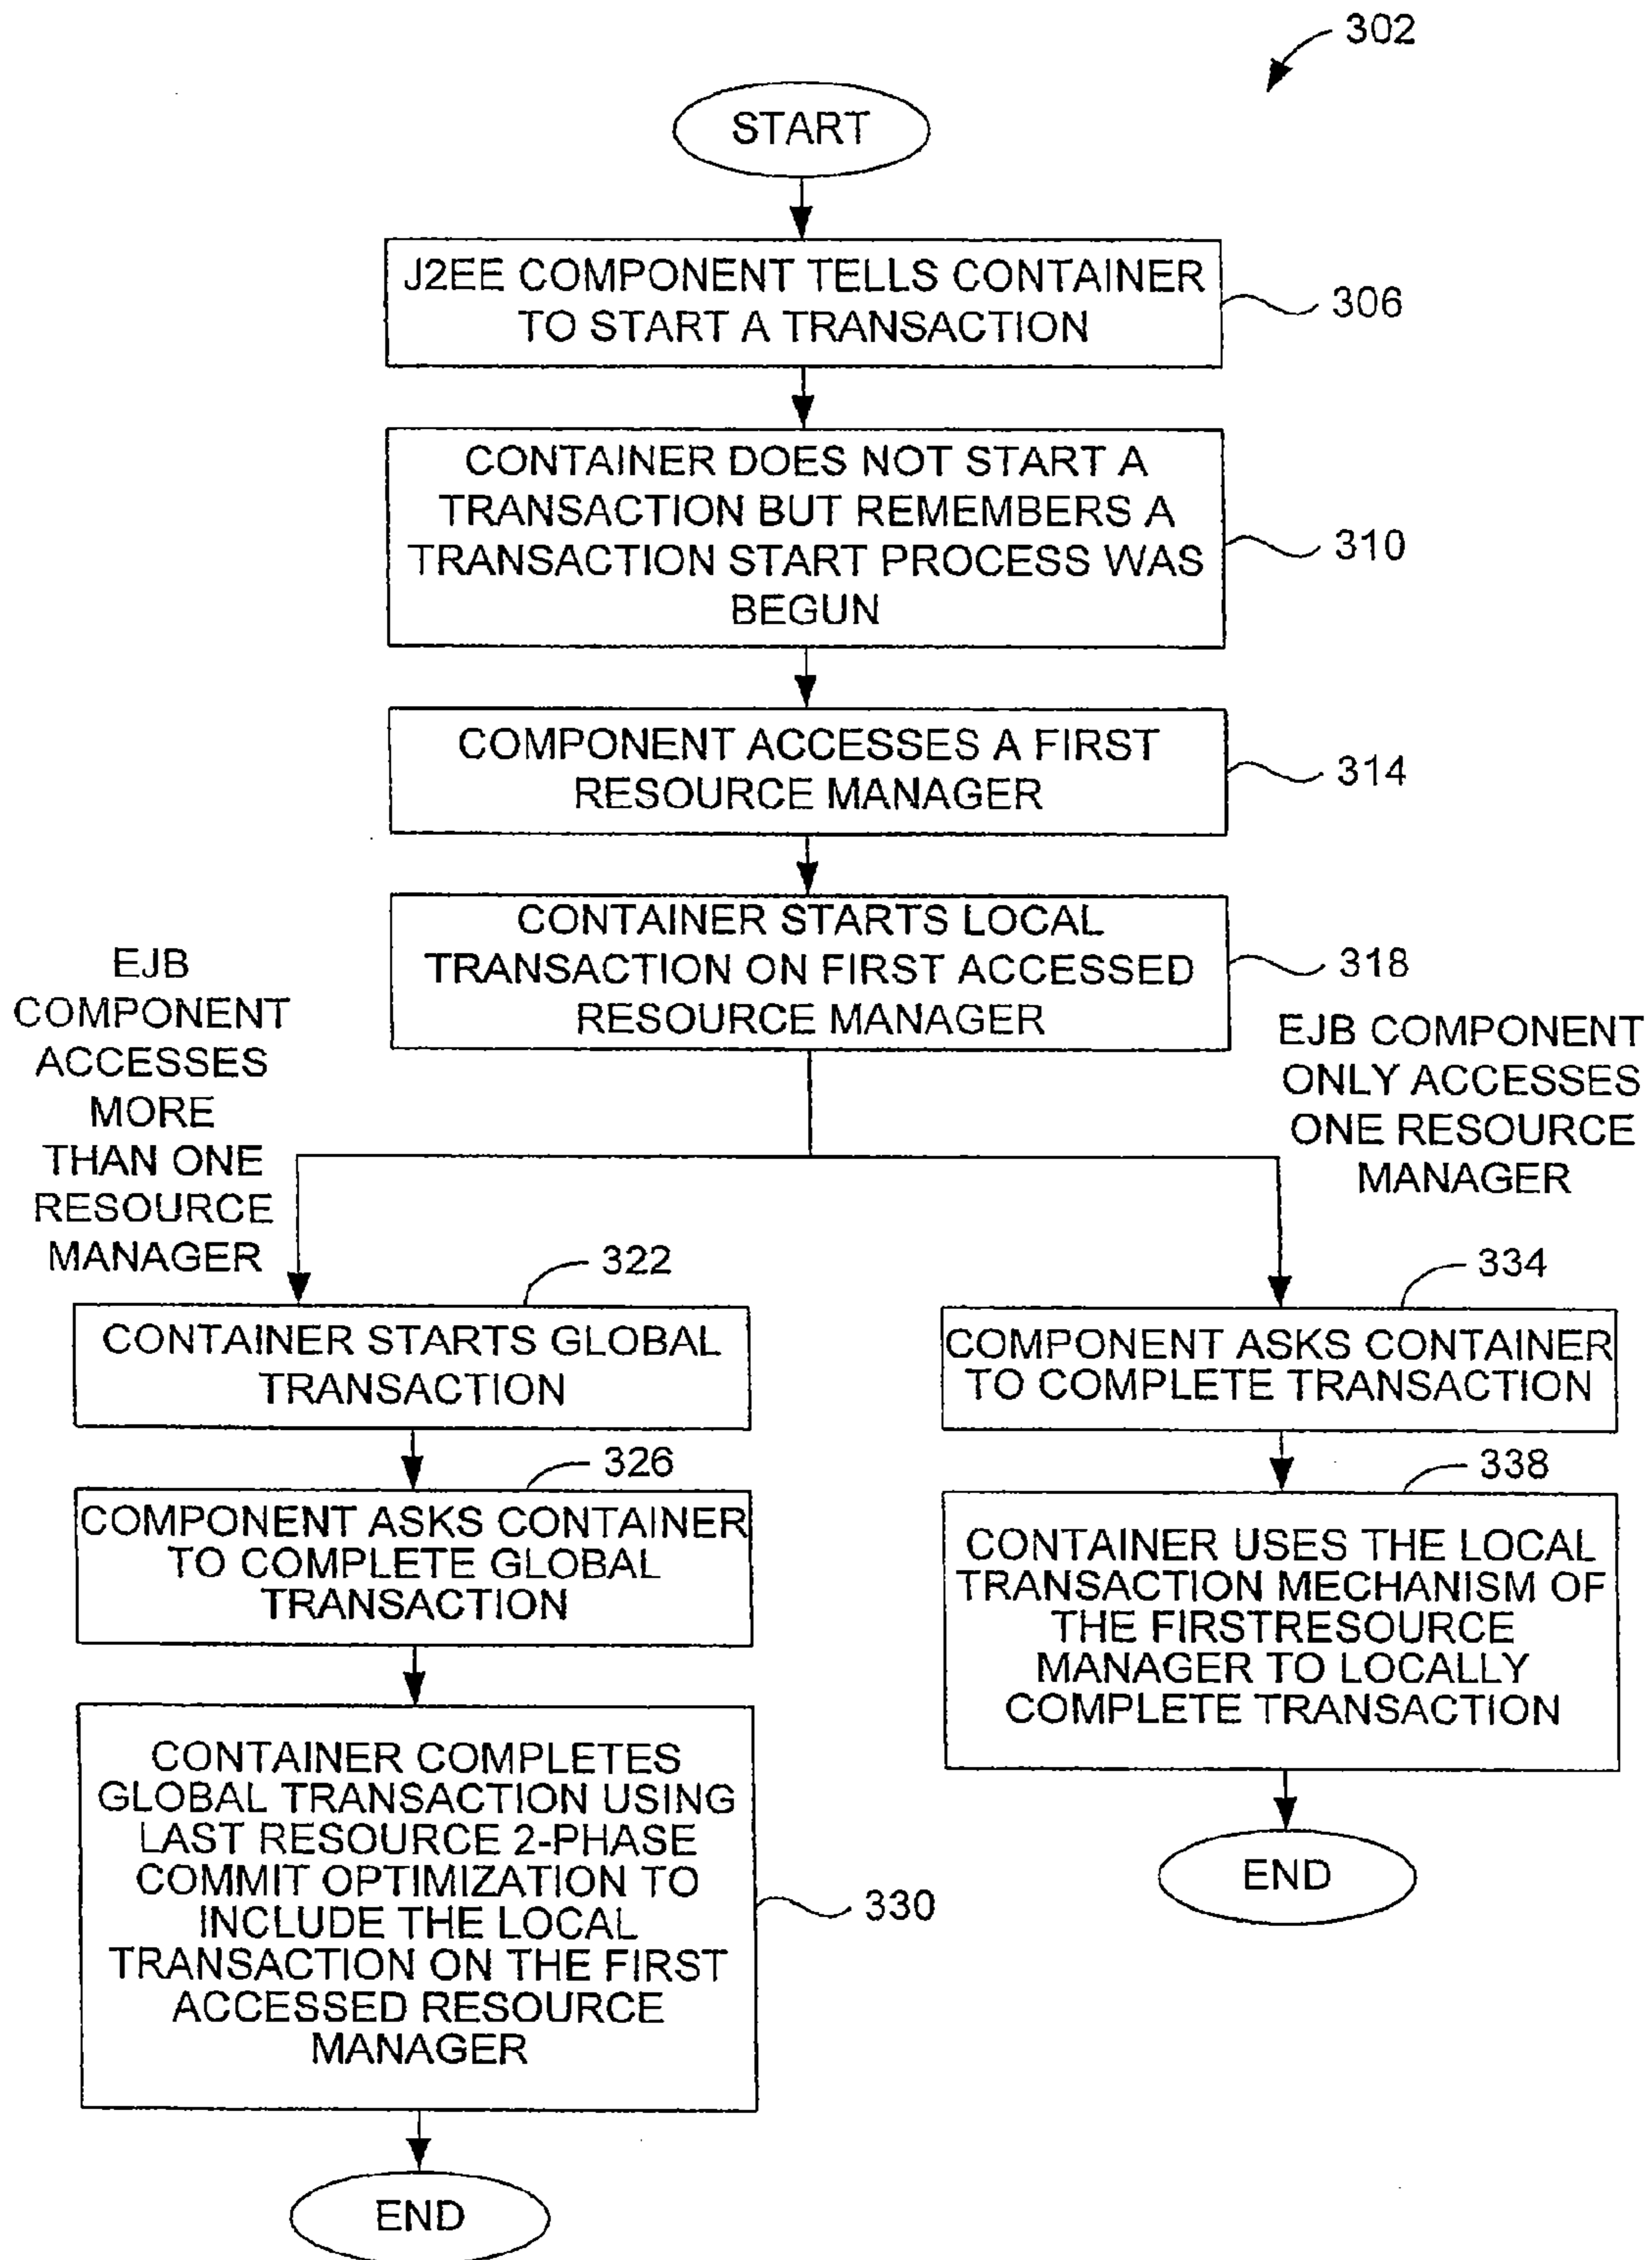 302
START
J2EE COMPONENT TELLS CONTAINER
TO START A TRANSACTION
306
CONTAINER DOES NOT START A
TRANSACTION BUT REMEMBERS A
TRANSACTION START PROCESS WAS
BEGUN
310
COMPONENT ACCESSES A FIRST
RESOURCE MANAGER
314
CONTAINER STARTS LOCAL
TRANSACTION ON FIRST ACCESSED
RESOURCE MANAGER
318
EJB
COMPONENT
ACCESSES
MORE
THAN ONE
RESOURCE
MANAGER
EJB COMPONENT
ONLY ACCESSES
ONE RESOURCE
MANAGER
322
CONTAINER STARTS GLOBAL
TRANSACTION
326
COMPONENT ASKS CONTAINER
TO COMPLETE GLOBAL
TRANSACTION
CONTAINER COMPLETES
GLOBAL TRANSACTION USING
LAST RESOURCE 2-PHASE
COMMIT OPTIMIZATION TO
INCLUDE THE LOCAL
TRANSACTION ON THE FIRST
ACCESSED RESOURCE
MANAGER
330
END
334
COMPONENT ASKS CONTAINER
TO COMPLETE TRANSACTION
338
CONTAINER USES THE LOCAL
TRANSACTION MECHANISM OF
THE FIRSTRESOURCE
MANAGER TO LOCALLY
COMPLETE TRANSACTION
END